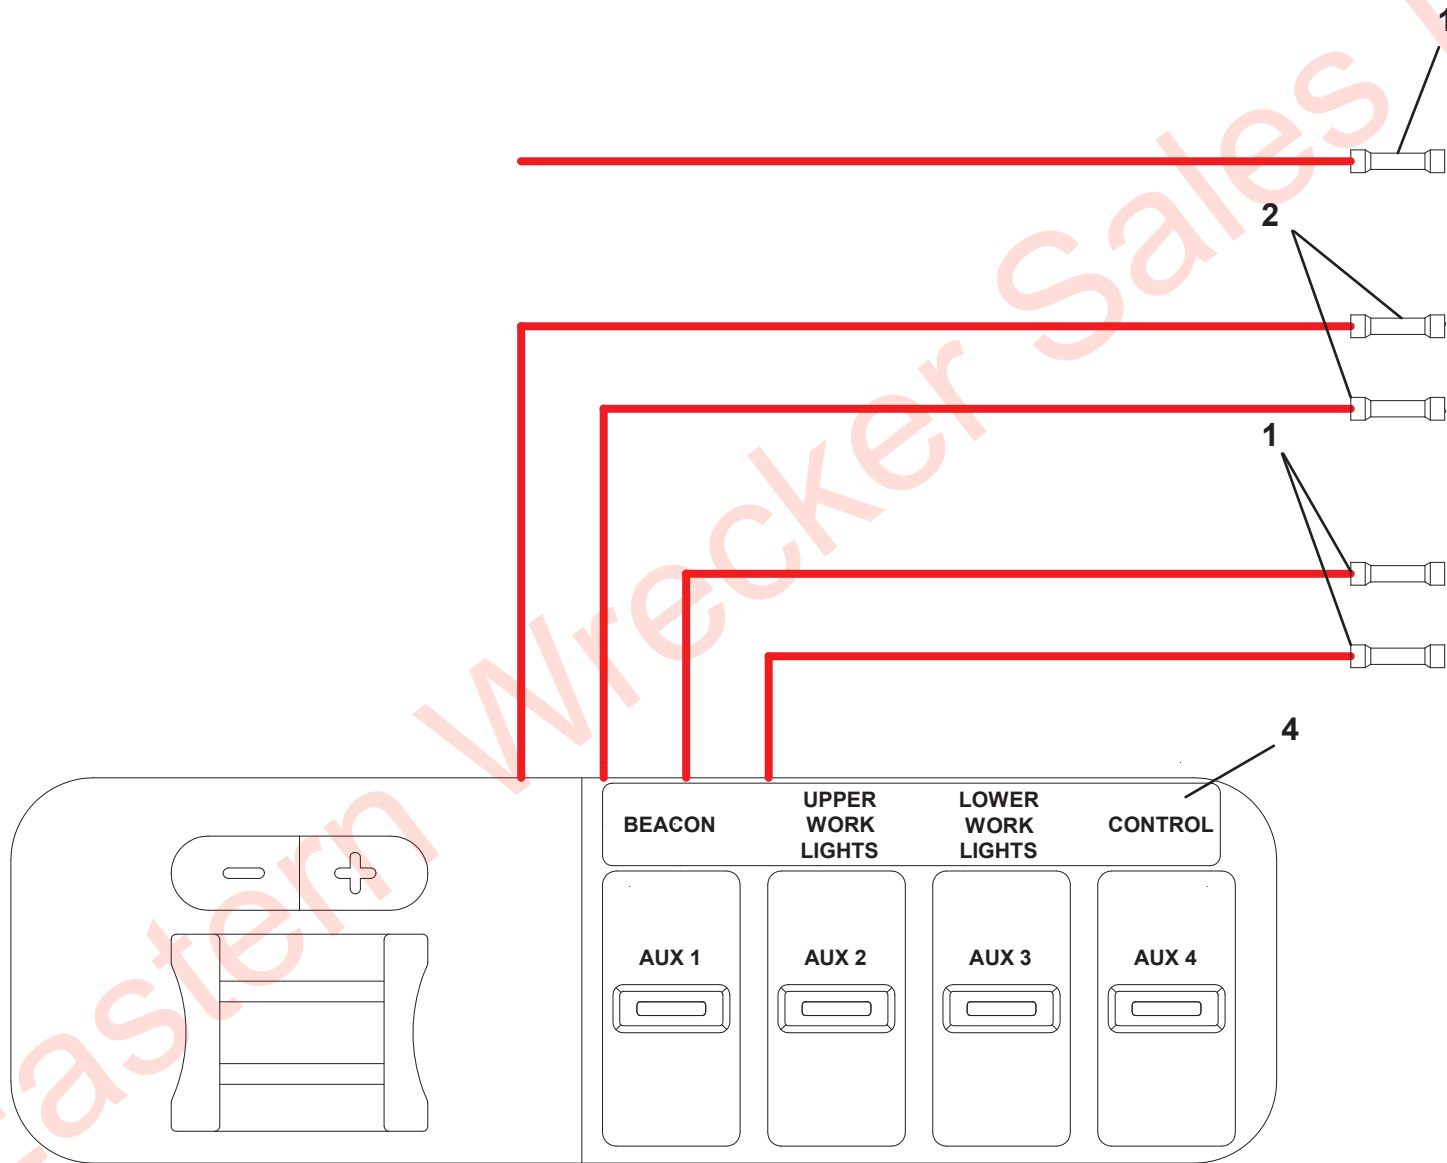 1
2
1
4
BEACON
UPPER
WORK
LIGHTS
LOWER
WORK
LIGHTS
CONTROL
AUX 1
AUX 2
AUX 3
AUX 4
Eastern Wrecker Sales